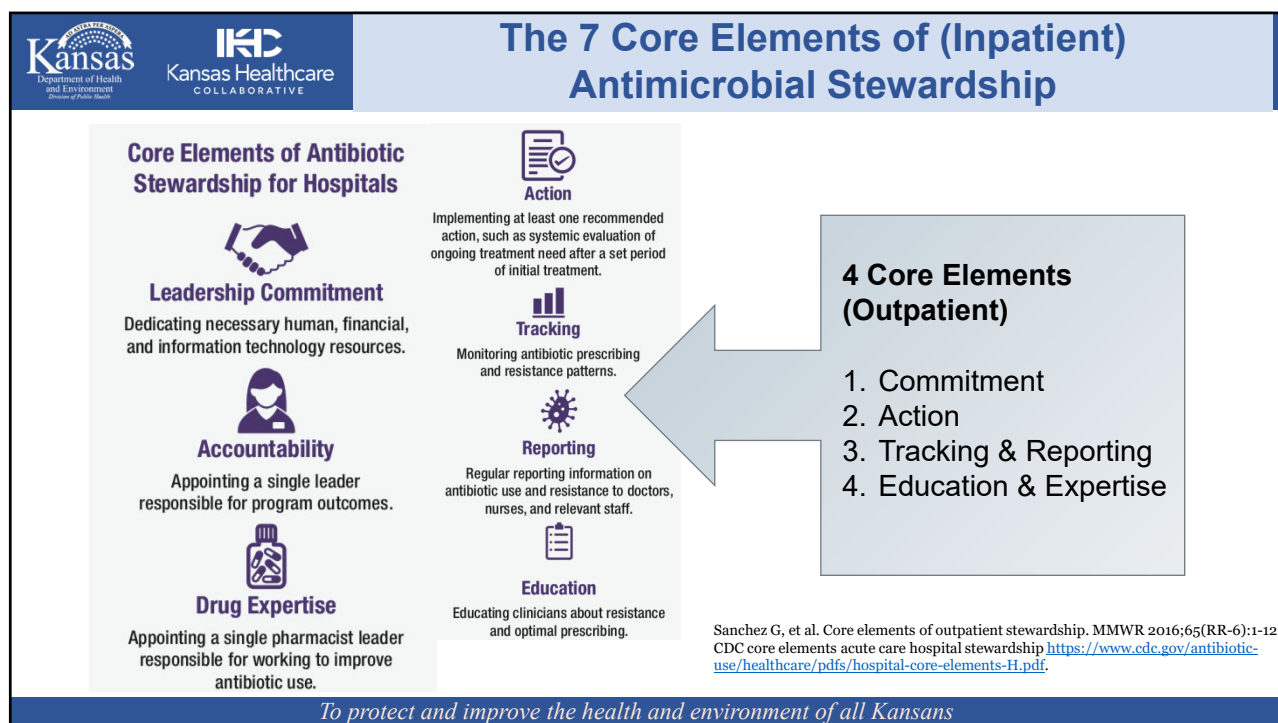 AD ASTRA PER ASPERA
Kansas
Department of Health
and Environment
Division of Public Health
KHC
Kansas Healthcare
COLLABORATIVE
The 7 Core Elements of (Inpatient)
Antimicrobial Stewardship
Core Elements of Antibiotic
Stewardship for Hospitals
Leadership Commitment
Dedicating necessary human, financial,
and information technology resources.
Accountability
Appointing a single leader
responsible for program outcomes.
Drug Expertise
Appointing a single pharmacist leader
responsible for working to improve
antibiotic use.
Action
Implementing at least one recommended
action, such as systemic evaluation of
ongoing treatment need after a set period
of initial treatment.
Tracking
Monitoring antibiotic prescribing
and resistance patterns.
Reporting
Regular reporting information on
antibiotic use and resistance to doctors,
nurses, and relevant staff.
Education
Educating clinicians about resistance
and optimal prescribing.
4 Core Elements
(Outpatient)
1. Commitment
2. Action
3. Tracking & Reporting
4. Education & Expertise
Sanchez G, et al. Core elements of outpatient stewardship. MMWR 2016;65(RR-6):1-12
CDC core elements acute care hospital stewardship https://www.cdc.gov/antibiotic-
use/healthcare/pdfs/hospital-core-elements-H.pdf.
To protect and improve the health and environment of all Kansans